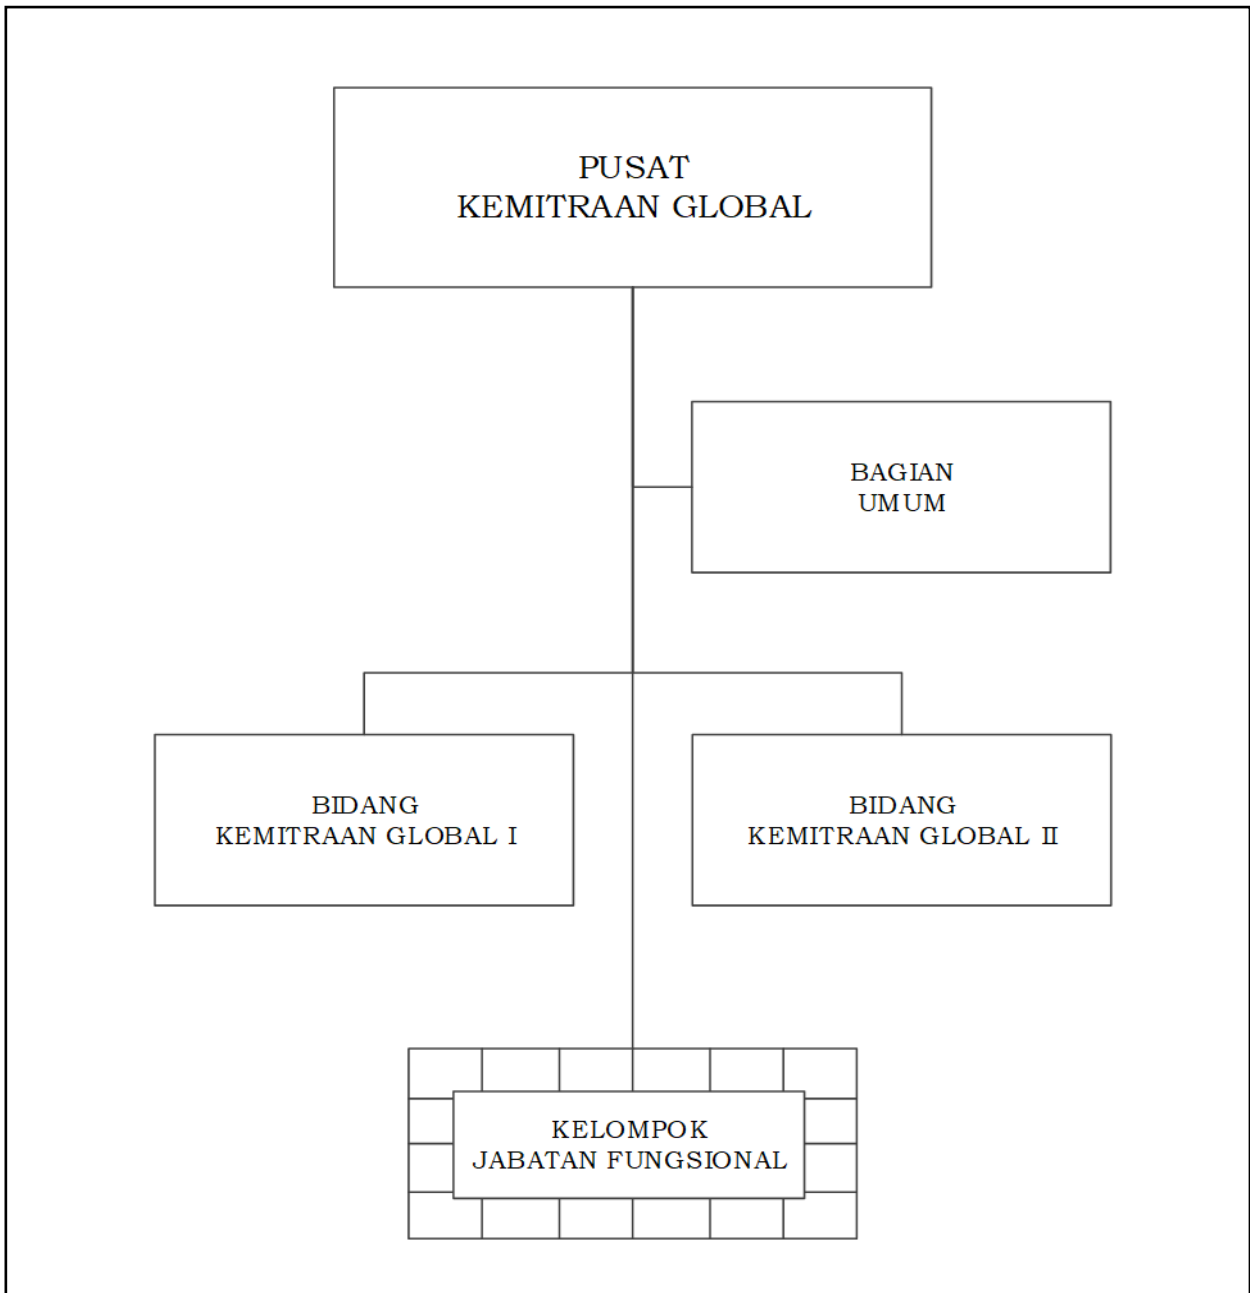 PUSAT
KEMITRAAN GLOBAL
BAGIAN
UMUM
BIDANG
KEMITRAAN GLOBAL I
BIDANG
KEMITRAAN GLOBAL II
KELOMPOK
JABATAN FUNGSIONAL